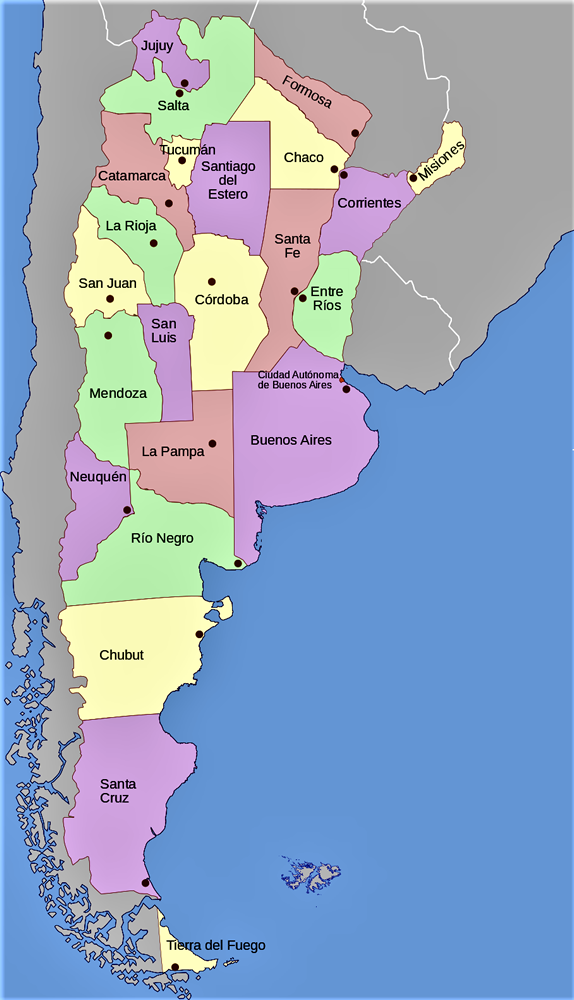 Jujuy
Salta
Formosa
Tucumán
Chaco
Misiones
Santiago
del
Estero
Catamarca
Corrientes
La Rioja
Santa
Fe
San Juan
Córdoba
Entre
Ríos
San
Luis
Ciudad Autónoma
de Buenos Aires
Mendoza
Buenos Aires
La Pampa
Neuquén
Río Negro
Chubut
Santa
Cruz
Tierra del Fuego